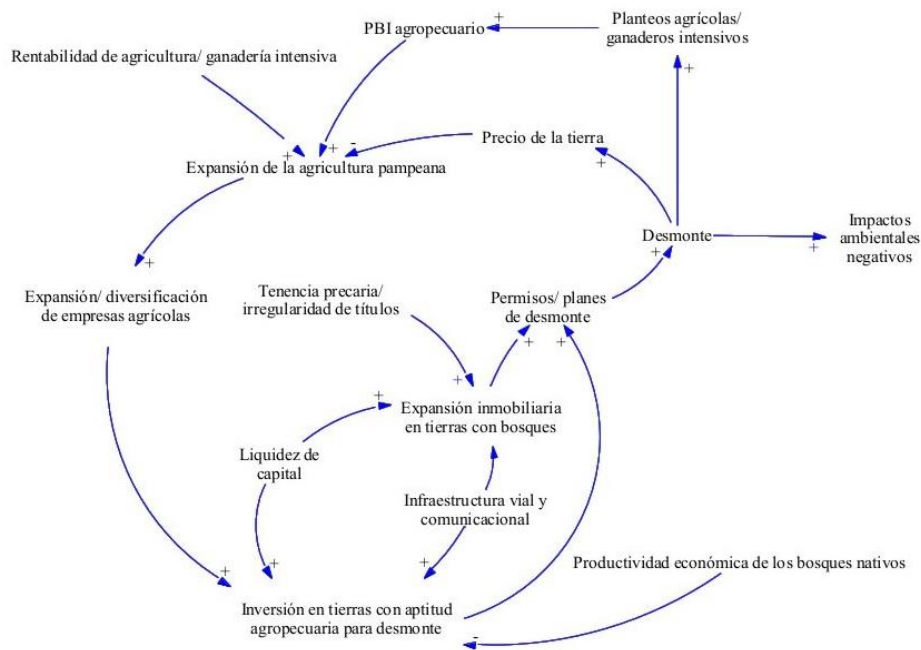 Planteos agrícolas/
ganaderos intensivos
PBI agropecuario
Rentabilidad de agricultura/ ganadería intensiva
Precio de la tierra
Expansión de la agricultura pampeana
Desmonte
Impactos
ambientales
negativos
Expansión/ diversificación
de empresas agrícolas
Tenencia precaria/
irregularidad de títulos
Permisos/ planes
de desmonte
Expansión inmobiliaria
en tierras con bosques
Liquidez de
capital
Infraestructura vial y
comunicacional
Productividad económica de los bosques nativos
Inversión en tierras con aptitud
agropecuaria para desmonte